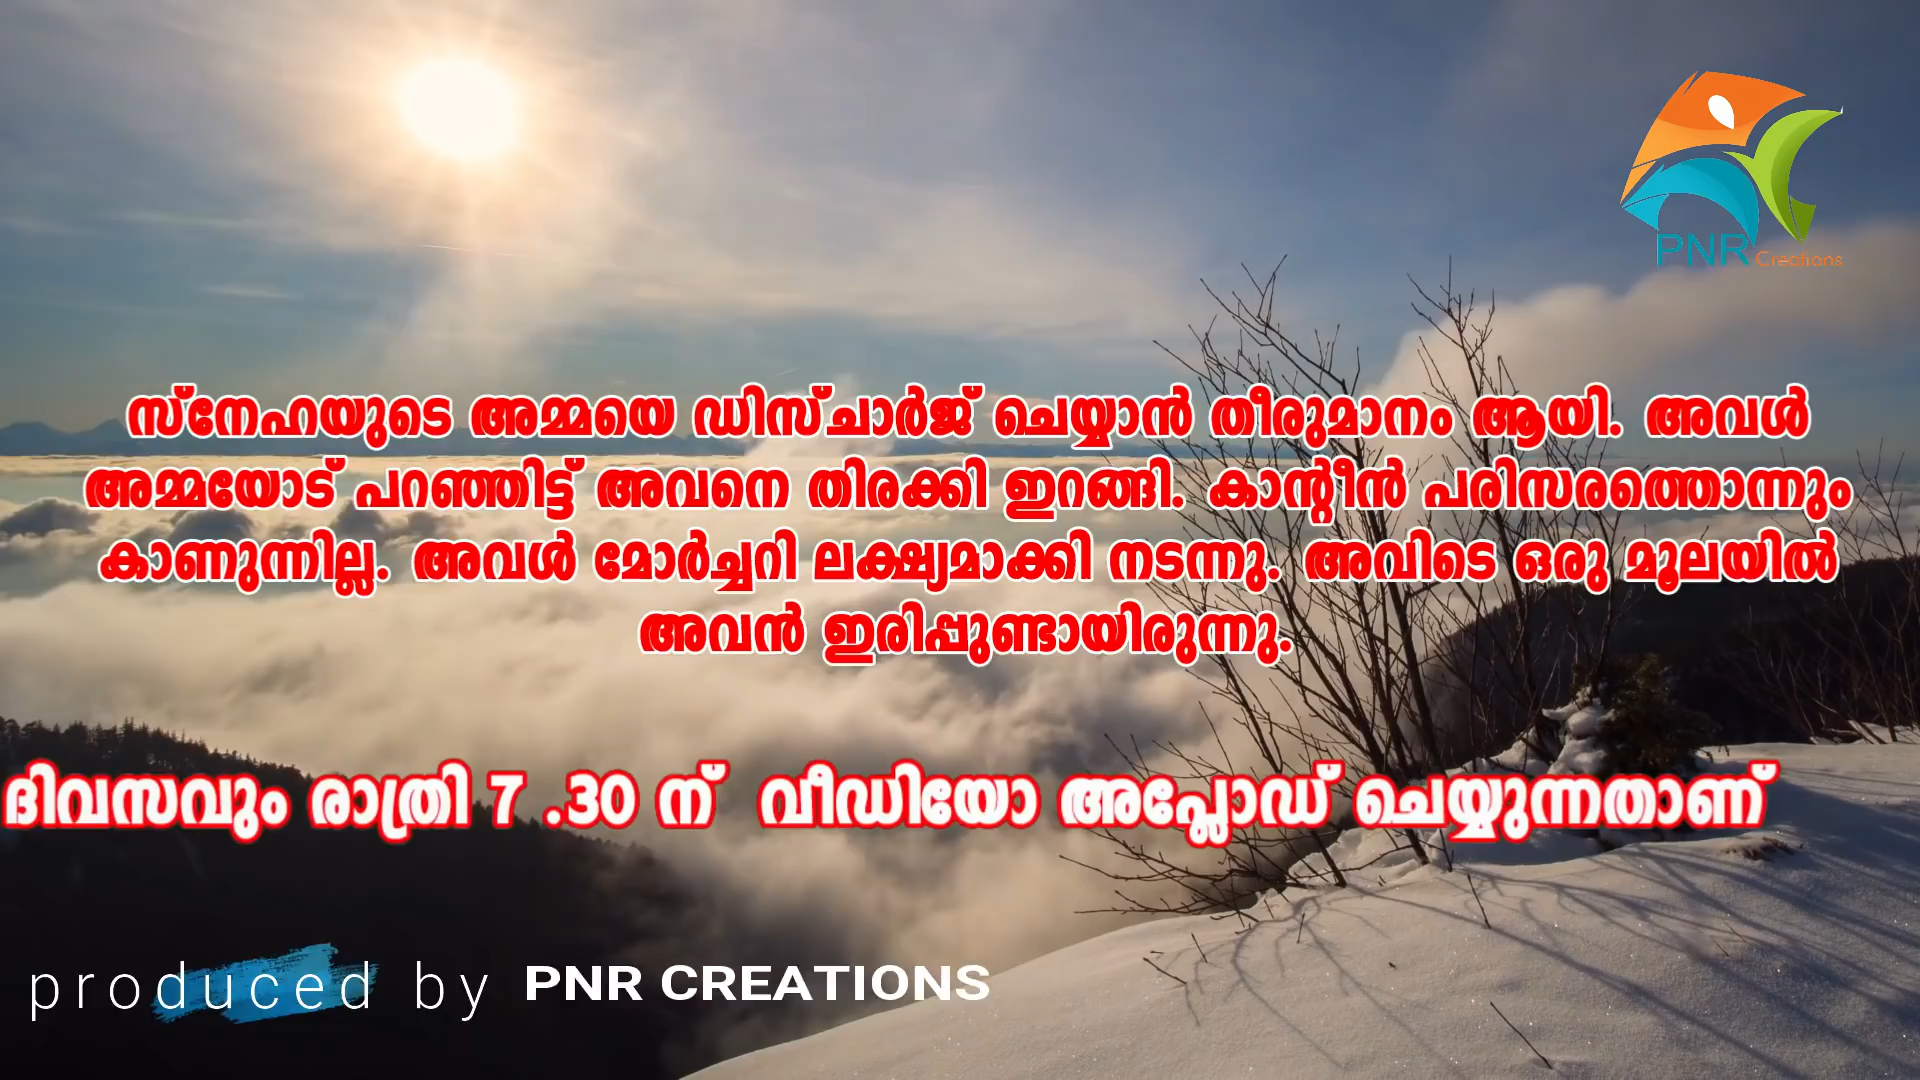 PNR Creations
സ്നേഹയുടെ അമ്മയെ ഡിസ്ചാർജ് ചെയ്യാൻ തീരുമാനം ആയി. അവൾ
അമ്മയോട് പറഞ്ഞിട്ട് അവനെ തിരക്കി ഇറങ്ങി. കാന്റീൻ പരിസരത്തൊന്നും
കാണുന്നില്ല. അവൾ മോർച്ചറി ലക്ഷ്യമാക്കി നടന്നു. അവിടെ ഒരു മൂലയിൽ
അവൻ ഇരിപ്പുണ്ടായിരുന്നു.
ദിവസവും രാത്രി 7 .30 ന് വീഡിയോ അപ്ലോഡ് ചെയ്യുന്നതാണ്
produced by PNR CREATIONS